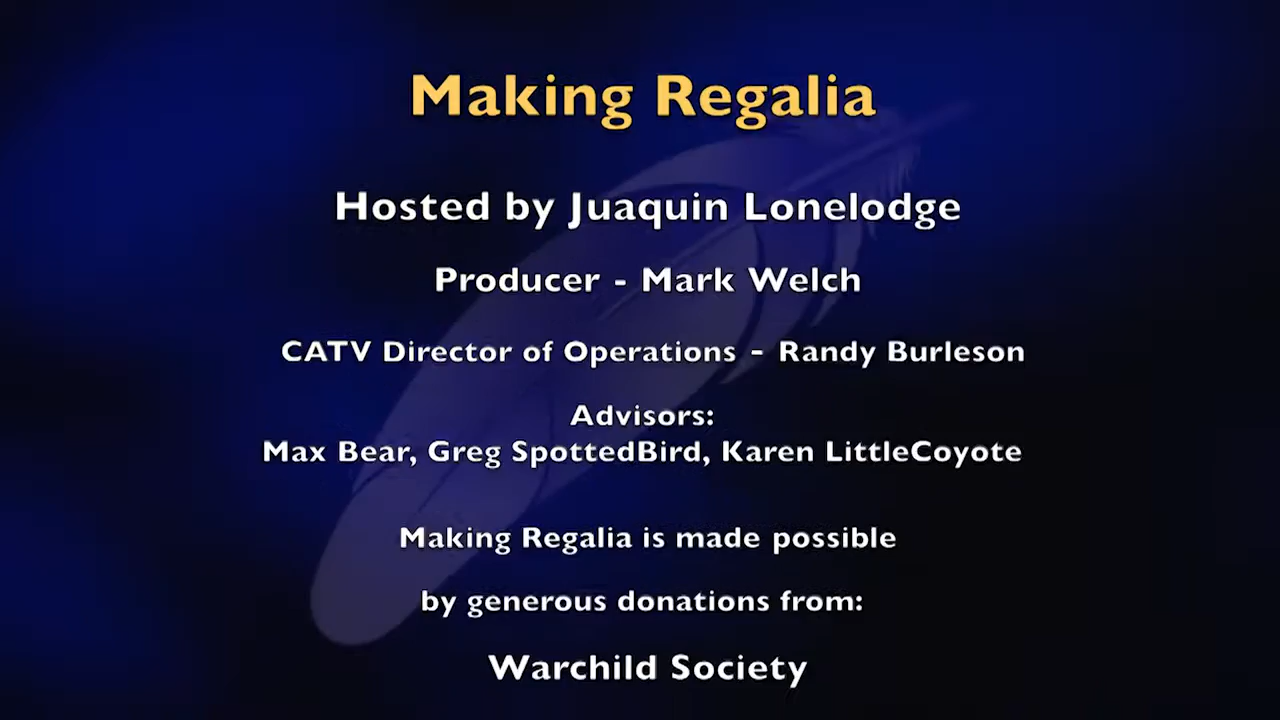 Making Regalia
Hosted by Juaquin Lonelodge
Producer - Mark Welch
CATV Director of Operations - Randy Burleson
Advisors:
Max Bear, Greg SpottedBird, Karen LittleCoyote
Making Regalia is made possible
by generous donations from:
Warchild Society